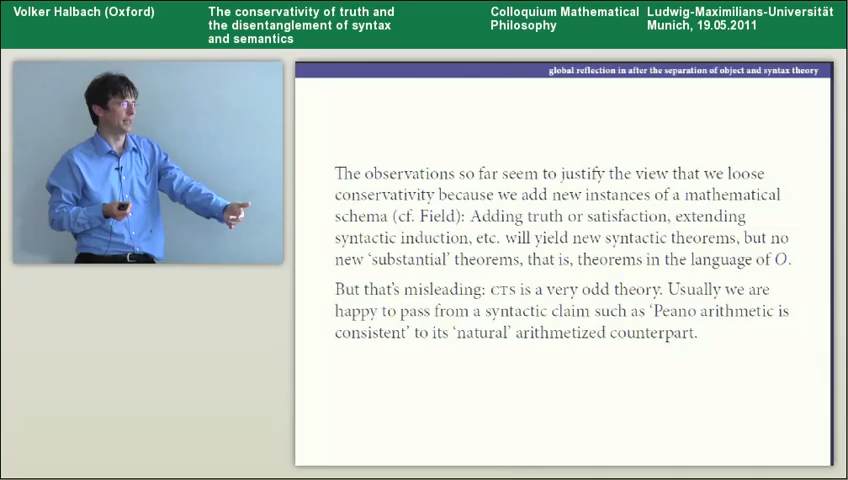 Volker Halbach (Oxford)
The conservativity of truth and
the disentanglement of syntax
and semantics
Colloquium Mathematical
Philosophy
Ludwig-Maximilians-Universität
Munich, 19.05.2011
global reflection in after the separation of object and syntax theory
The observations so far seem to justify the view that we loose
conservativity because we add new instances of a mathematical
schema (cf. Field): Adding truth or satisfaction, extending
syntactic induction, etc. will yield new syntactic theorems, but no
new ‘substantial’ theorems, that is, theorems in the language of O.
But that’s misleading: CTS is a very odd theory. Usually we are
happy to pass from a syntactic claim such as ‘Peano arithmetic is
consistent’ to its ‘natural’ arithmetized counterpart.